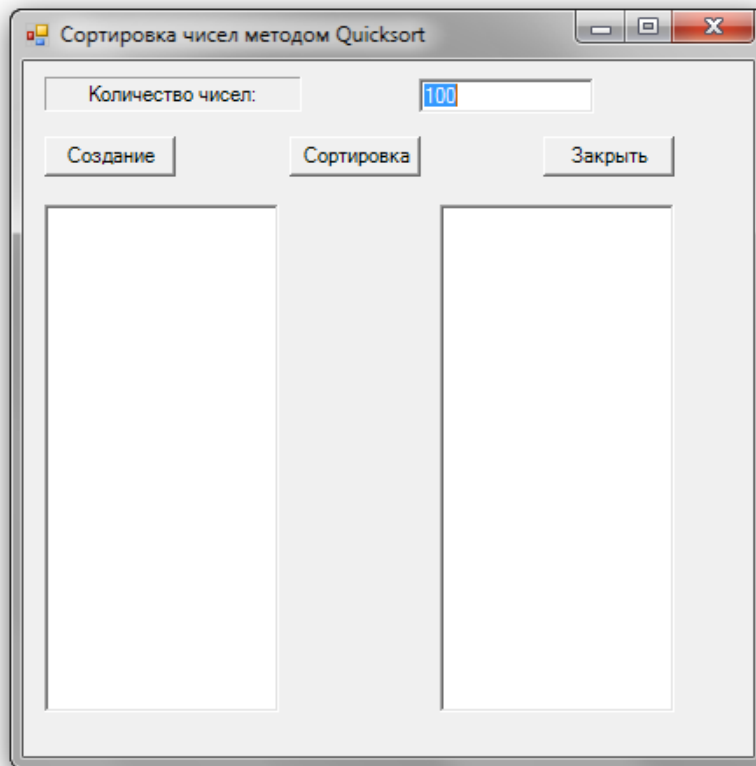 Сортировка чисел методом Quicksort
Количество чисел: 100
Создание Сортировка Закрыть